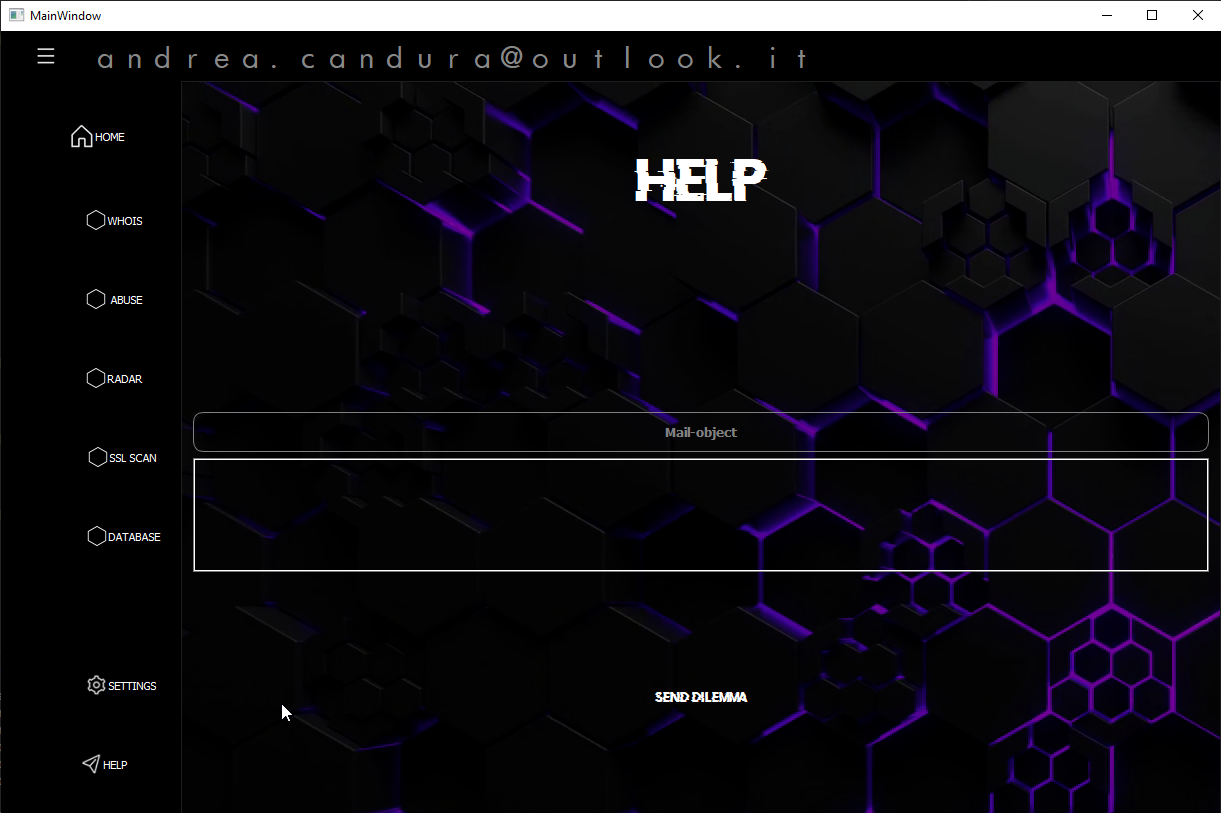 MainWindow
andrea.candura@outlook.it
HOME
HELP
WHOIS
ABUSE
RADAR
Mail-object
SSL SCAN
DATABASE
SETTINGS
SEND DILEMMA
HELP